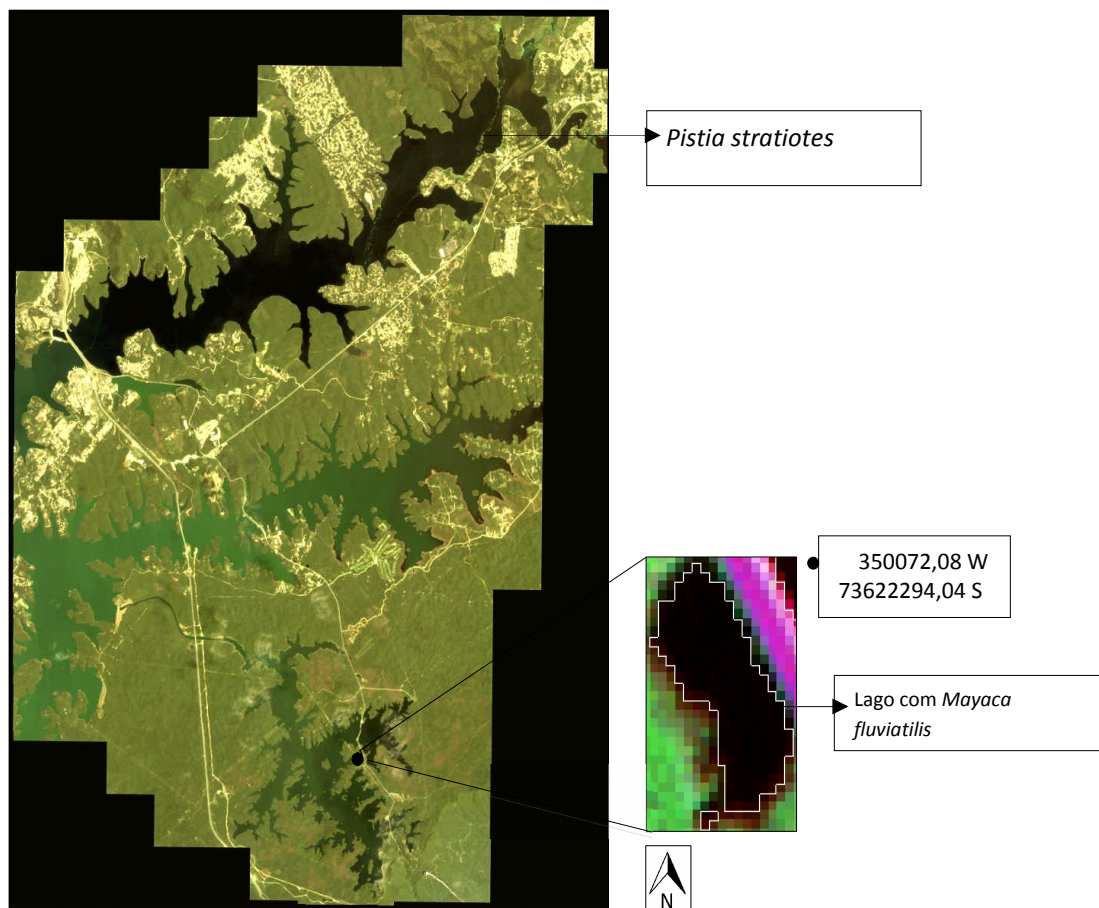 Pistia stratiotes
350072,08 W
73622294,04 S
Lago com Mayaca
fluviatilis
N